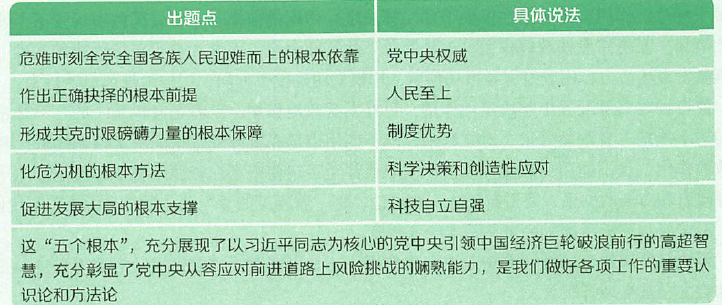 出题点 具体说法
危难时刻全党全国各族人民迎难而上的根本依靠 党中央权威
作出正确抉择的根本前提 人民至上
形成共克时艰磅礴力量的根本保障 制度优势
化危为机的根本方法 科学决策和创造性应对
促进发展大局的根本支撑 科技自立自强
这“五个根本”，充分展现了以习近平同志为核心的党中央引领中国经济巨轮破浪前行的高超智
慧，充分彰显了党中央从容应对前进道路上风险挑战的娴熟能力，是我们做好各项工作的重要认
识论和方法论